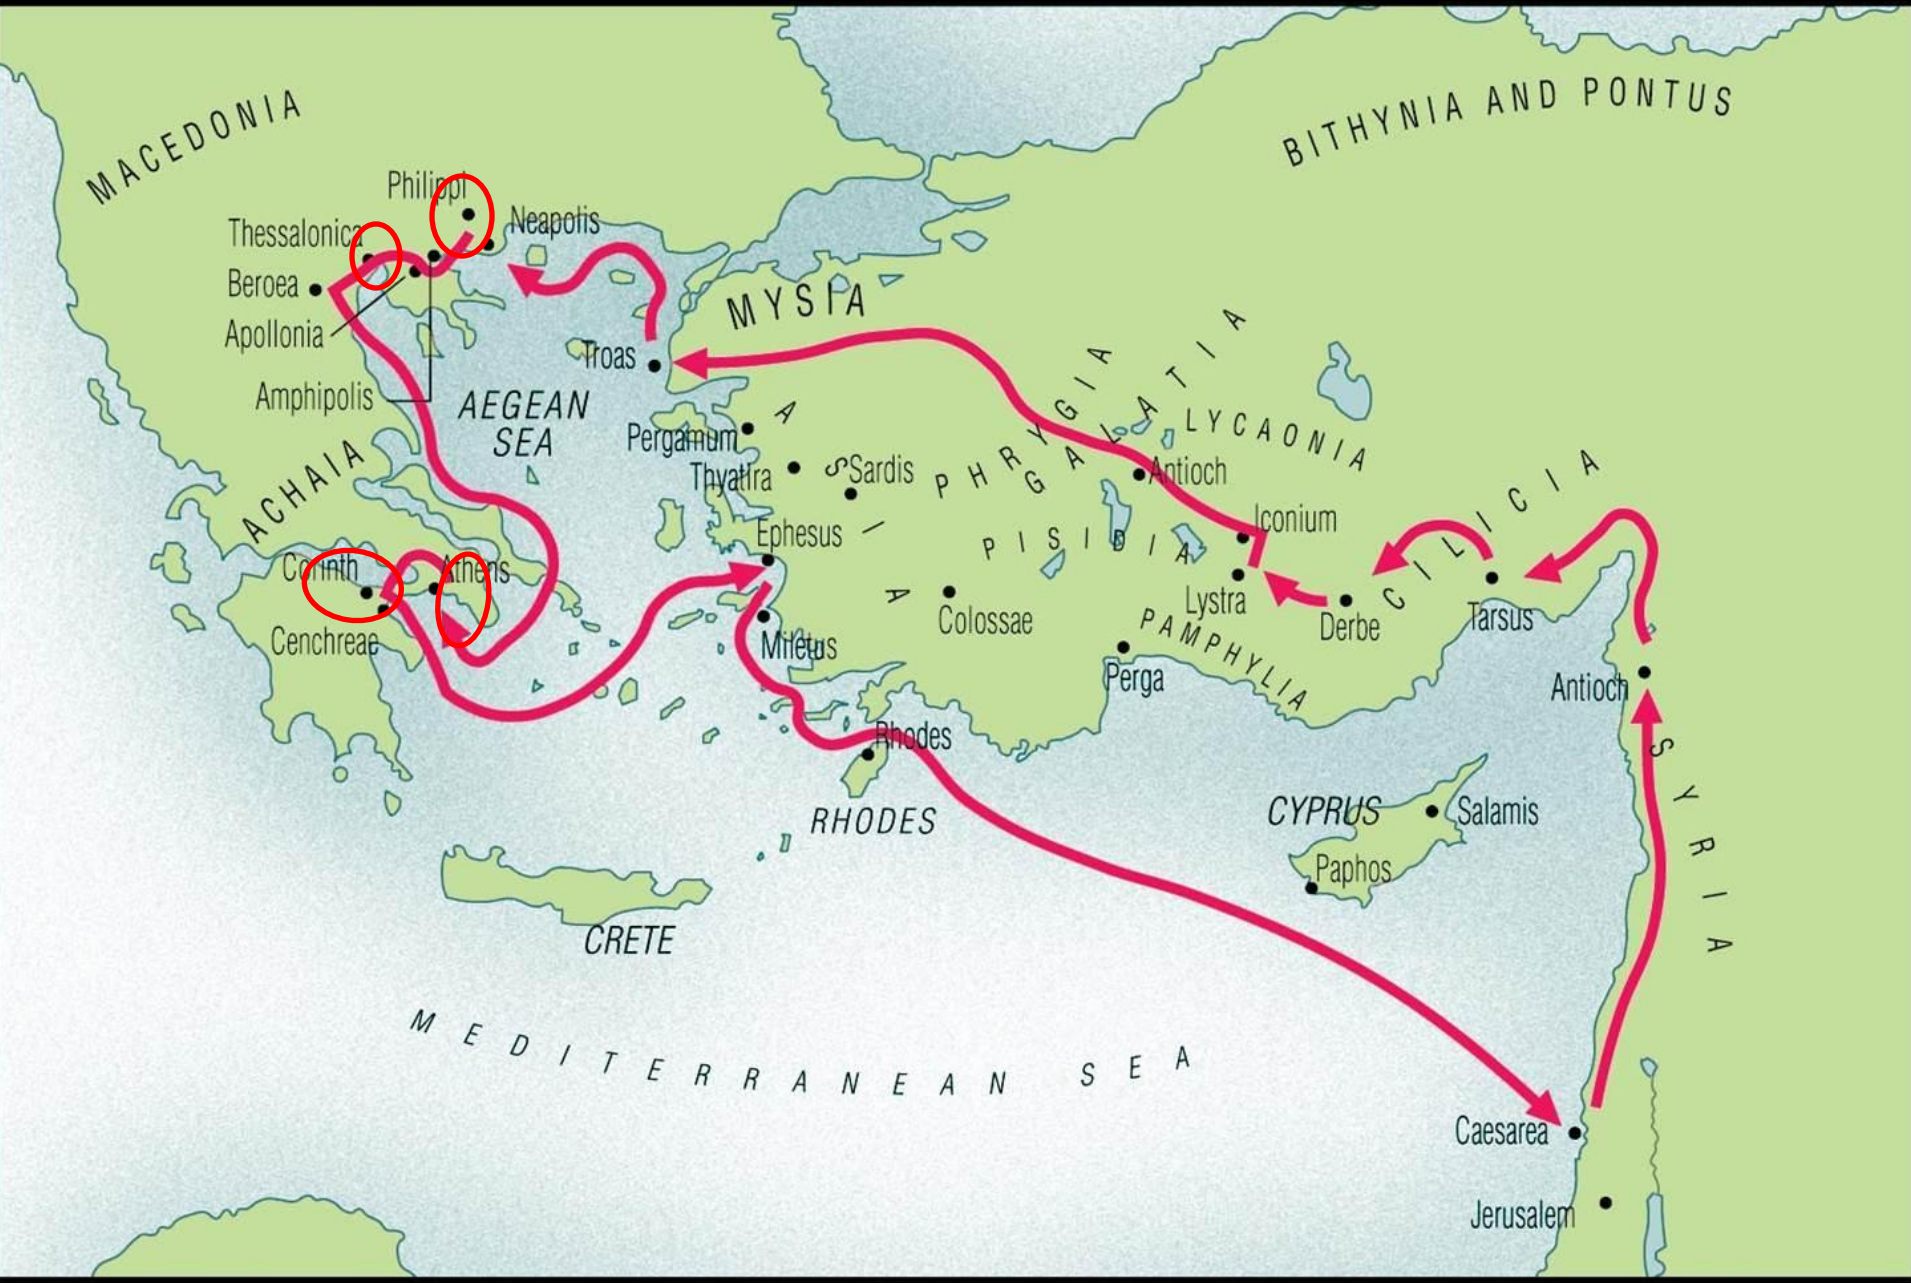 MACEDONIA
BITHYNIA AND PONTUS
Philippi
Neapolis
Thessalonica
Beroea
Apollonia
Amphipolis
MYSIA
Troas
AEGEAN
SEA
PHRYGIA
GALATIA
LYCAONIA
ASIA
Pergamum
Thyatira
Sardis
Antioch
CILICIA
ACHAIA
Iconium
Ephesus
PISIDIA
Corinth
Athens
Cenchreae
Miletus
Colossae
Lystra
Derbe
Tarsus
PAMPHYLIA
Perga
Antioch
Rhodes
RHODES
SYRIA
CYPRUS
Salamis
Paphos
CRETE
MEDITERRANEAN SEA
Caesarea
Jerusalem